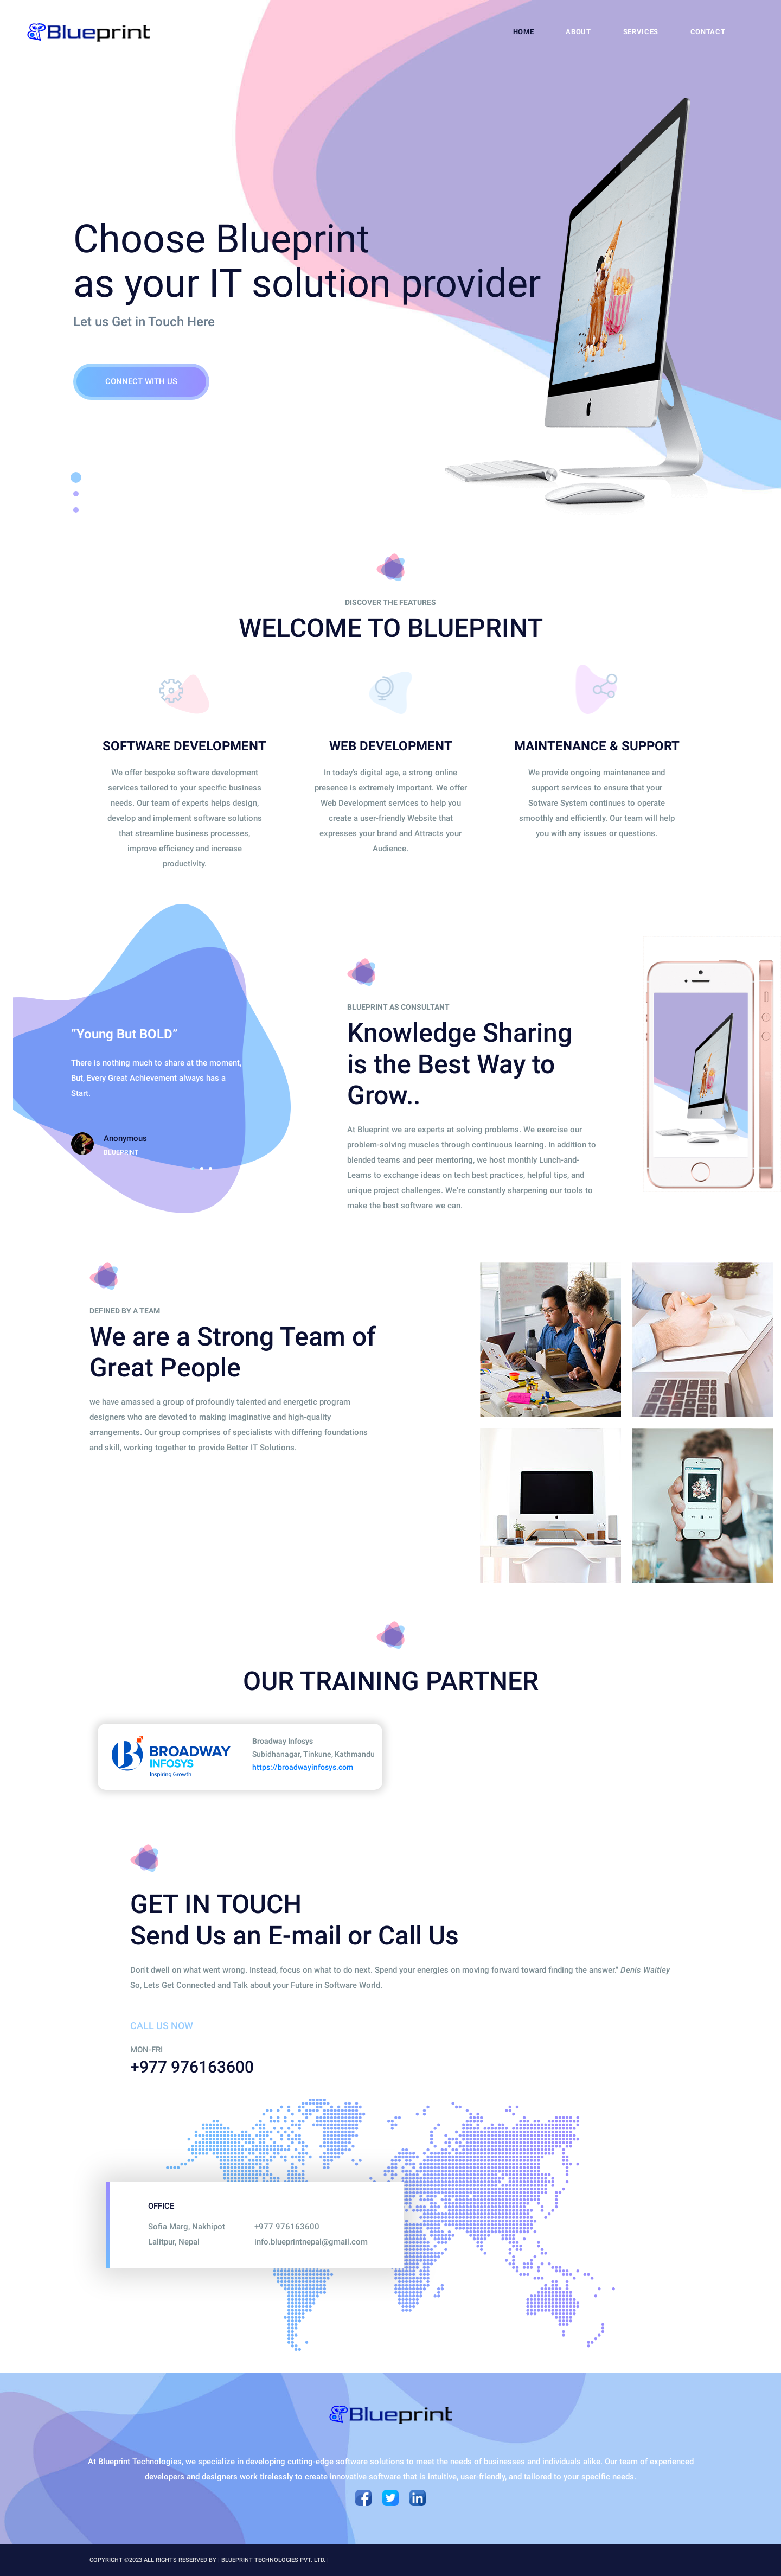 Blueprint
HOME ABOUT SERVICES CONTACT
Choose Blueprint
as your IT solution provider
Let us Get in Touch Here
CONNECT WITH US
DISCOVER THE FEATURES
WELCOME TO BLUEPRINT
SOFTWARE DEVELOPMENT
We offer bespoke software development
services tailored to your specific business
needs. Our team of experts helps design,
develop and implement software solutions
that streamline business processes,
improve efficiency and increase
productivity.
WEB DEVELOPMENT
In today's digital age, a strong online
presence is extremely important. We offer
Web Development services to help you
create a user-friendly Website that
expresses your brand and Attracts your
Audience.
MAINTENANCE & SUPPORT
We provide ongoing maintenance and
support services to ensure that your
Sotware System continues to operate
smoothly and efficiently. Our team will help
you with any issues or questions.
“Young But BOLD”
There is nothing much to share at the moment,
But, Every Great Achievement always has a
Start.
Anonymous
BLUEPRINT
BLUEPRINT AS CONSULTANT
Knowledge Sharing
is the Best Way to
Grow..
At Blueprint we are experts at solving problems. We exercise our
problem-solving muscles through continuous learning. In addition to
blended teams and peer mentoring, we host monthly Lunch-and-
Learns to exchange ideas on tech best practices, helpful tips, and
unique project challenges. We're constantly sharpening our tools to
make the best software we can.
DEFINED BY A TEAM
We are a Strong Team of
Great People
we have amassed a group of profoundly talented and energetic program
designers who are devoted to making imaginative and high-quality
arrangements. Our group comprises of specialists with differing foundations
and skill, working together to provide Better IT Solutions.
OUR TRAINING PARTNER
BROADWAY
INFOSYS
Inspiring Growth
Broadway Infosys
Subidhanagar, Tinkune, Kathmandu
https://broadwayinfosys.com
GET IN TOUCH
Send Us an E-mail or Call Us
Don't dwell on what went wrong. Instead, focus on what to do next. Spend your energies on moving forward toward finding the answer." Denis Waitley
So, Lets Get Connected and Talk about your Future in Software World.
CALL US NOW
MON-FRI
+977 976163600
OFFICE
Sofia Marg, Nakhipot
Lalitpur, Nepal
+977 976163600
info.blueprintnepal@gmail.com
Blueprint
At Blueprint Technologies, we specialize in developing cutting-edge software solutions to meet the needs of businesses and individuals alike. Our team of experienced
developers and designers work tirelessly to create innovative software that is intuitive, user-friendly, and tailored to your specific needs.
COPYRIGHT ©2023 ALL RIGHTS RESERVED BY | BLUEPRINT TECHNOLOGIES PVT. LTD. |